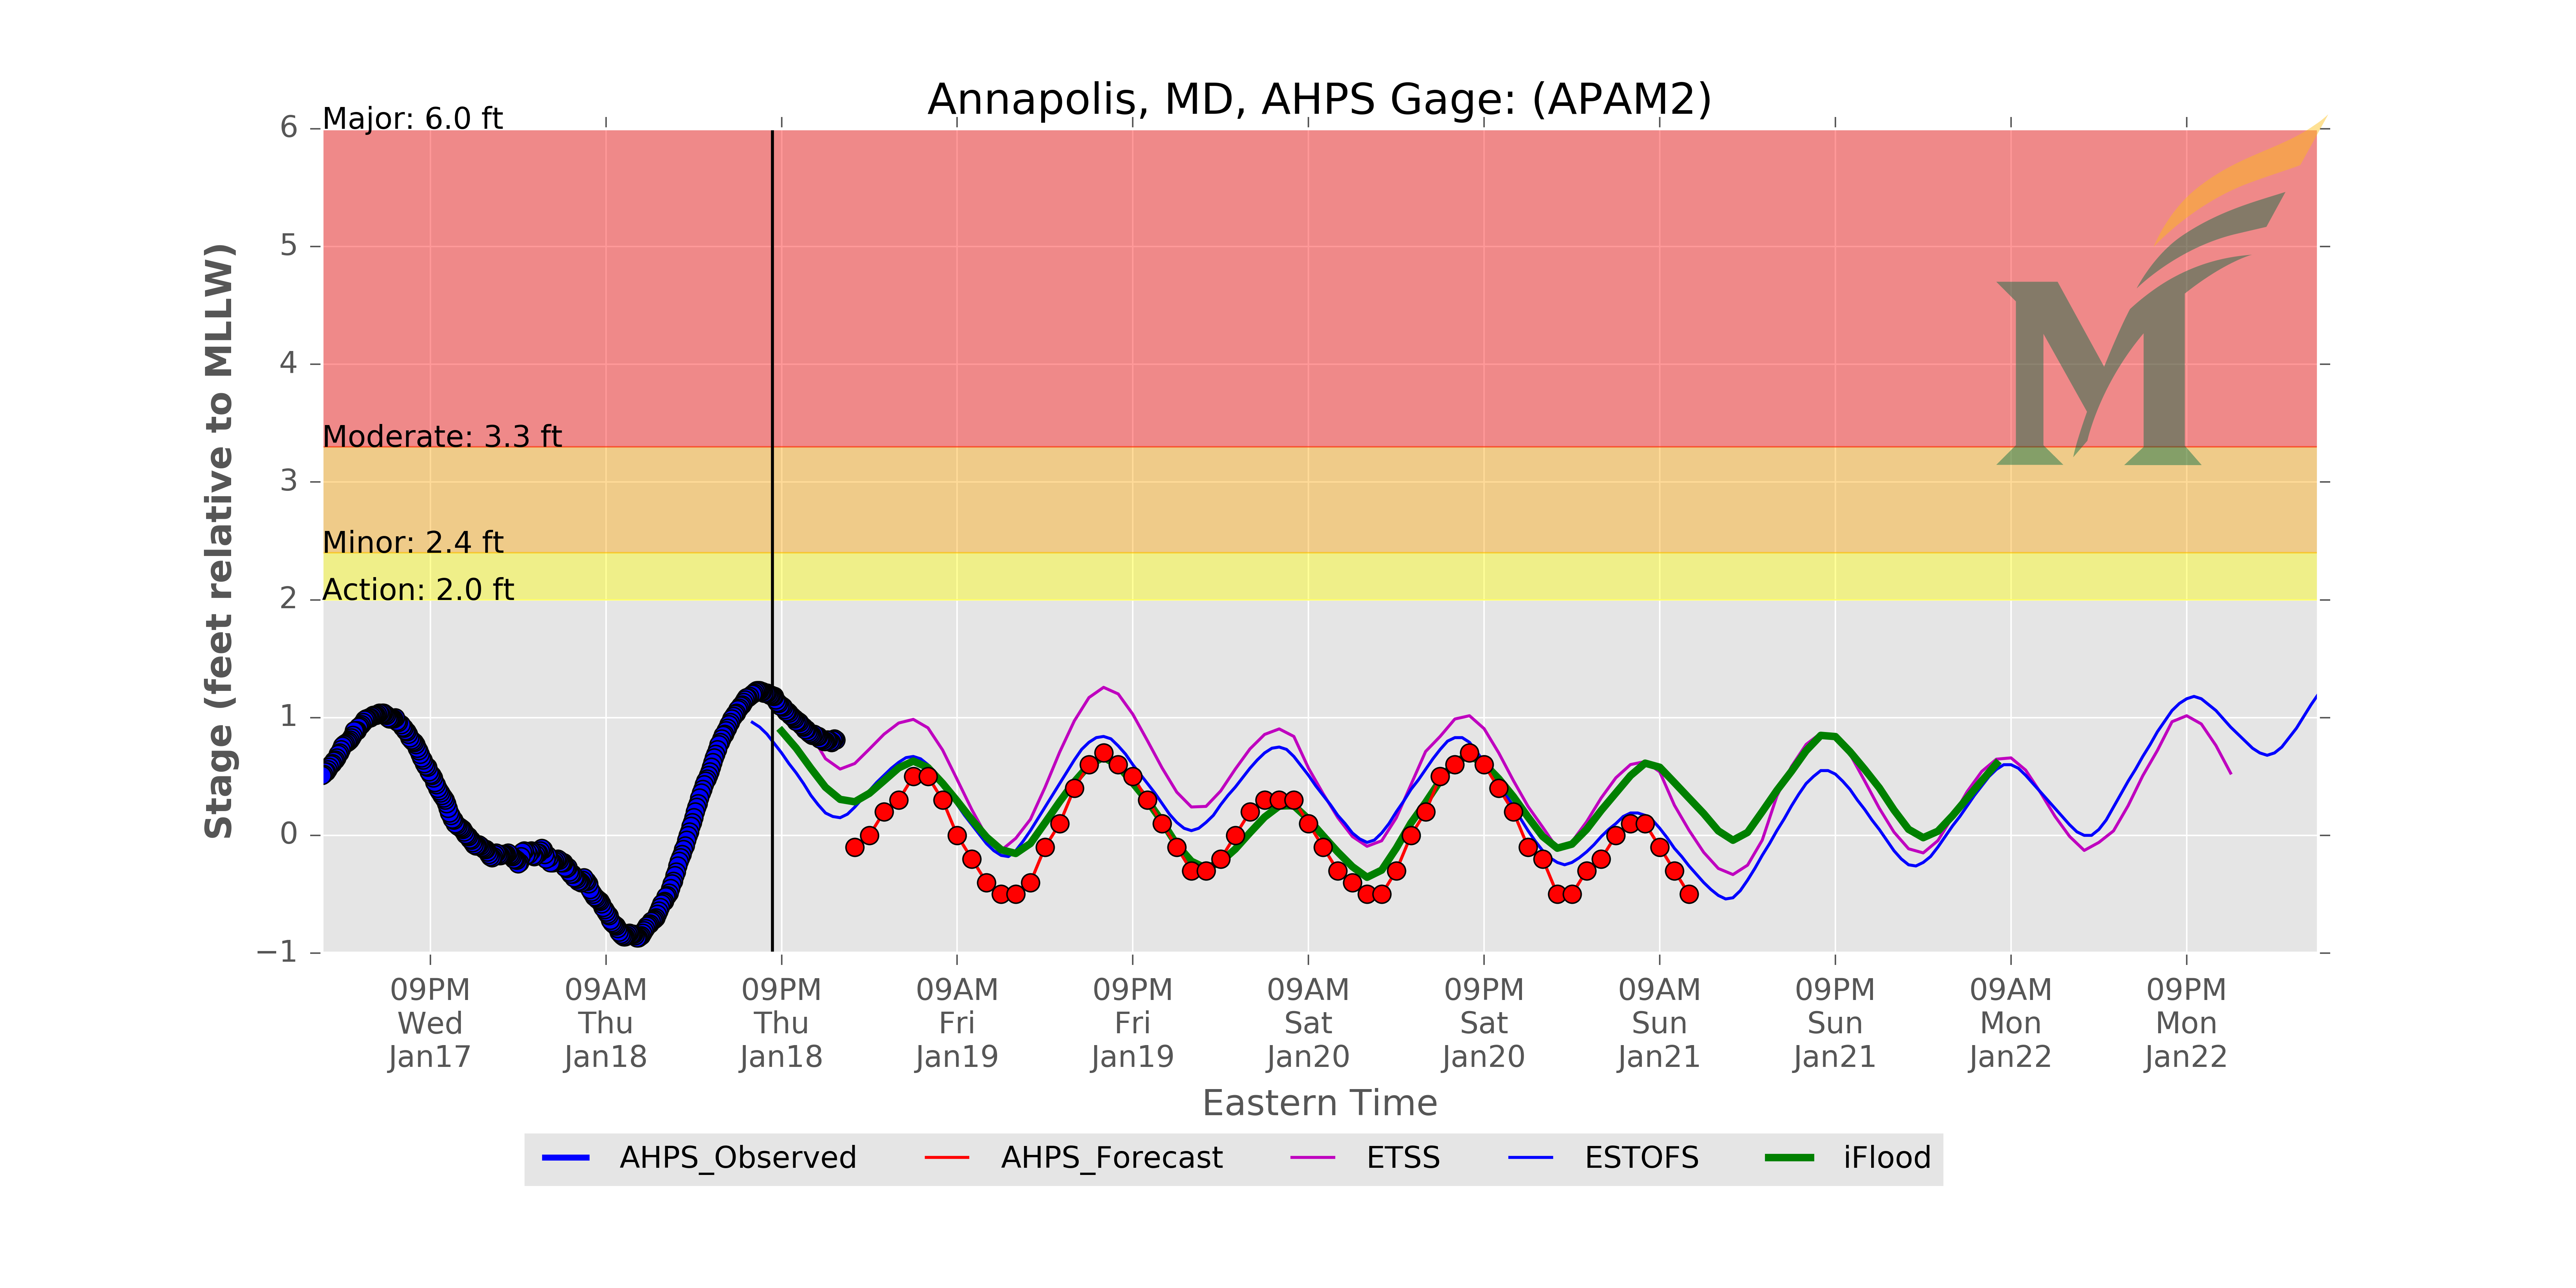 Annapolis, MD, AHPS Gage: (APAM2)
Stage (feet relative to MLLW)
6
5
4
3
2
1
0
−1
Major: 6.0 ft
Moderate: 3.3 ft
Minor: 2.4 ft
Action: 2.0 ft
09PM
Wed
Jan17
09AM
Thu
Jan18
09PM
Thu
Jan18
09AM
Fri
Jan19
09PM
Fri
Jan19
09AM
Sat
Jan20
09PM
Sat
Jan20
09AM
Sun
Jan21
09PM
Sun
Jan21
09AM
Mon
Jan22
09PM
Mon
Jan22
Eastern Time
AHPS_Observed
AHPS_Forecast
ETSS
ESTOFS
iFlood
M